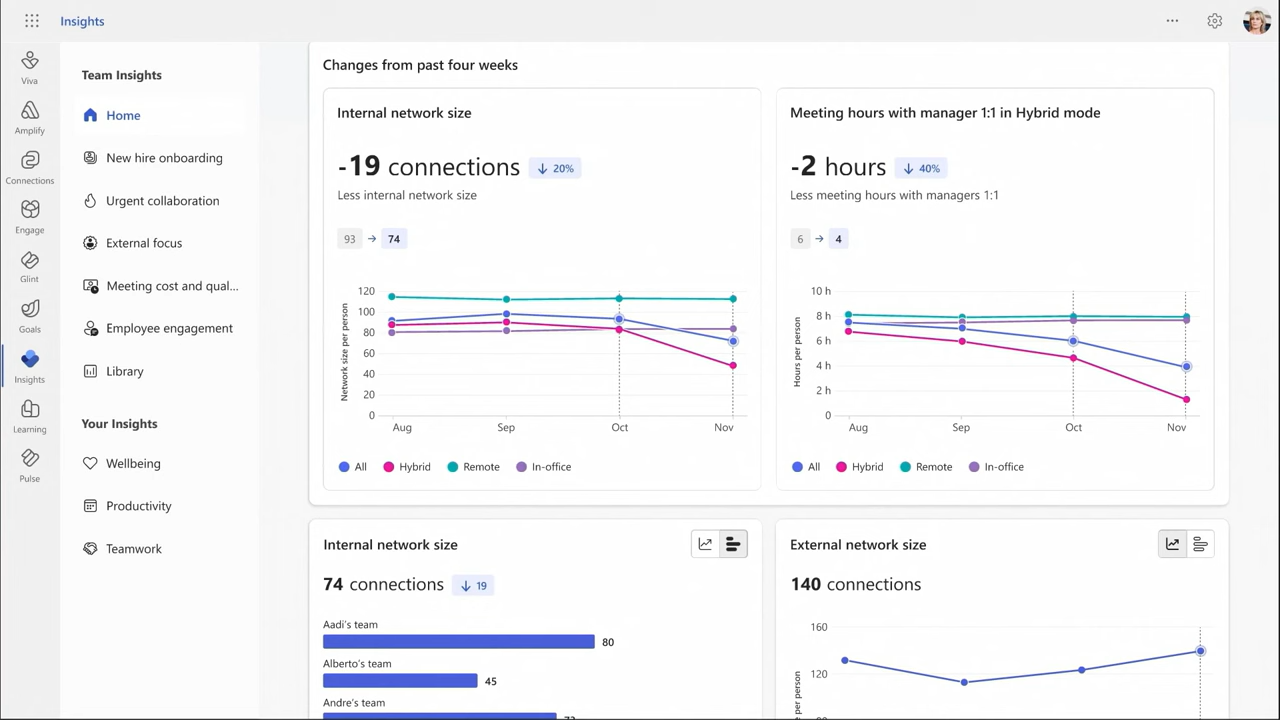 Insights
Viva
Amplify
Connections
Engage
Glint
Goals
Insights
Learning
Pulse
Team Insights
Home
New hire onboarding
Urgent collaboration
External focus
Meeting cost and qual...
Employee engagement
Library
Your Insights
Wellbeing
Productivity
Teamwork
Changes from past four weeks
Internal network size
-19 connections ↓ 20%
Less internal network size
93 → 74
Network size per person
120
100
80
60
40
20
0
Aug Sep Oct Nov
All Hybrid Remote In-office
Meeting hours with manager 1:1 in Hybrid mode
-2 hours ↓ 40%
Less meeting hours with managers 1:1
6 → 4
Hours per person
10 h
8 h
6 h
4 h
2 h
0
Aug Sep Oct Nov
All Hybrid Remote In-office
Internal network size
74 connections ↓ 19
Aadi's team
80
Alberto's team
45
Andre's team
External network size
140 connections
160
120
per person